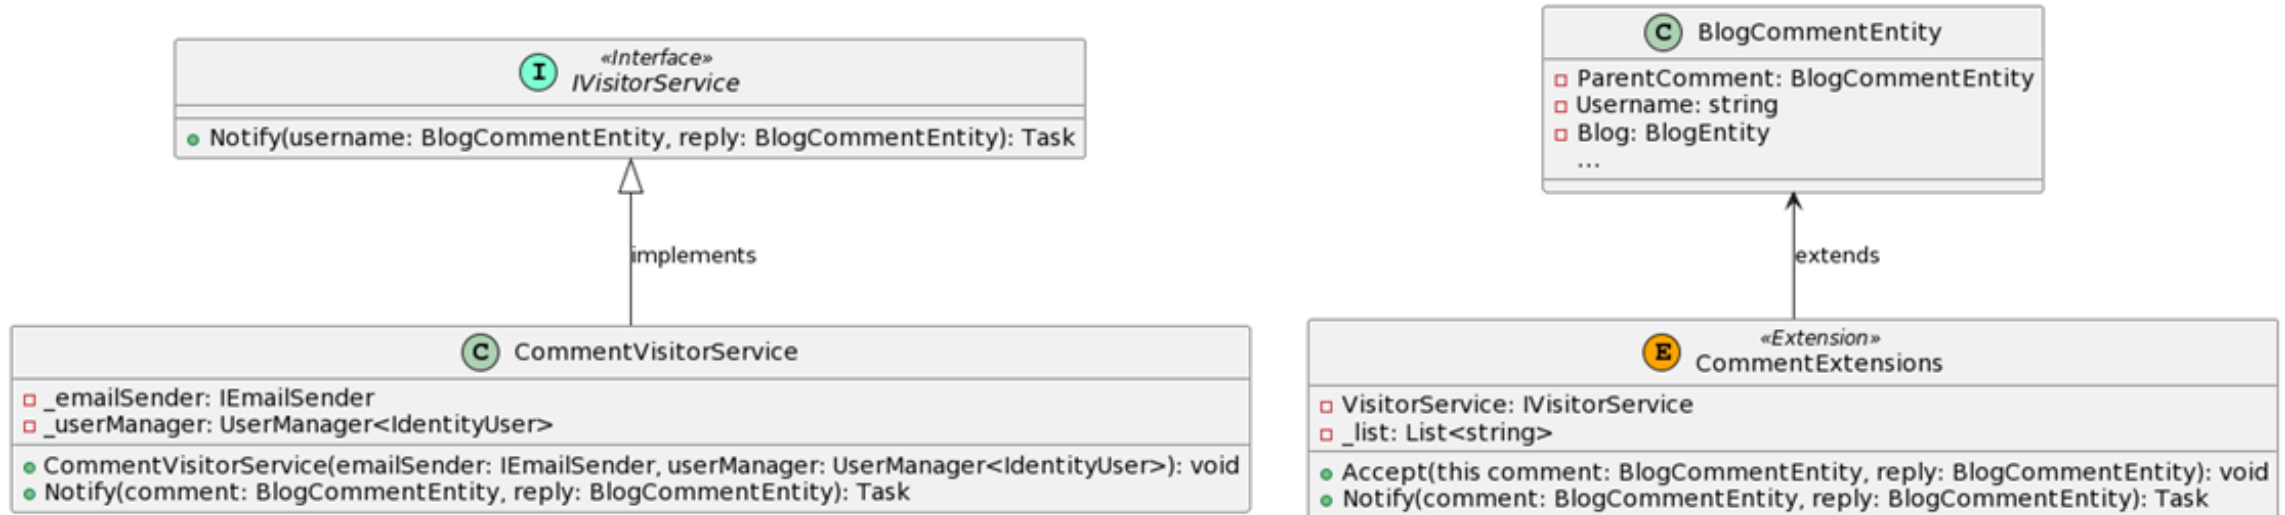 «Interface»
I
IVisitorService
Notify(username: BlogCommentEntity, reply: BlogCommentEntity): Task
implements
C CommentVisitorService
_emailSender: IEmailSender
_userManager: UserManager<IdentityUser>
CommentVisitorService(emailSender: IEmailSender, userManager: UserManager<IdentityUser>): void
Notify(comment: BlogCommentEntity, reply: BlogCommentEntity): Task
C BlogCommentEntity
ParentComment: BlogCommentEntity
Username: string
Blog: BlogEntity
...
extends
«Extension»
E
CommentExtensions
VisitorService: IVisitorService
_list: List<string>
Accept(this comment: BlogCommentEntity, reply: BlogCommentEntity): void
Notify(comment: BlogCommentEntity, reply: BlogCommentEntity): Task